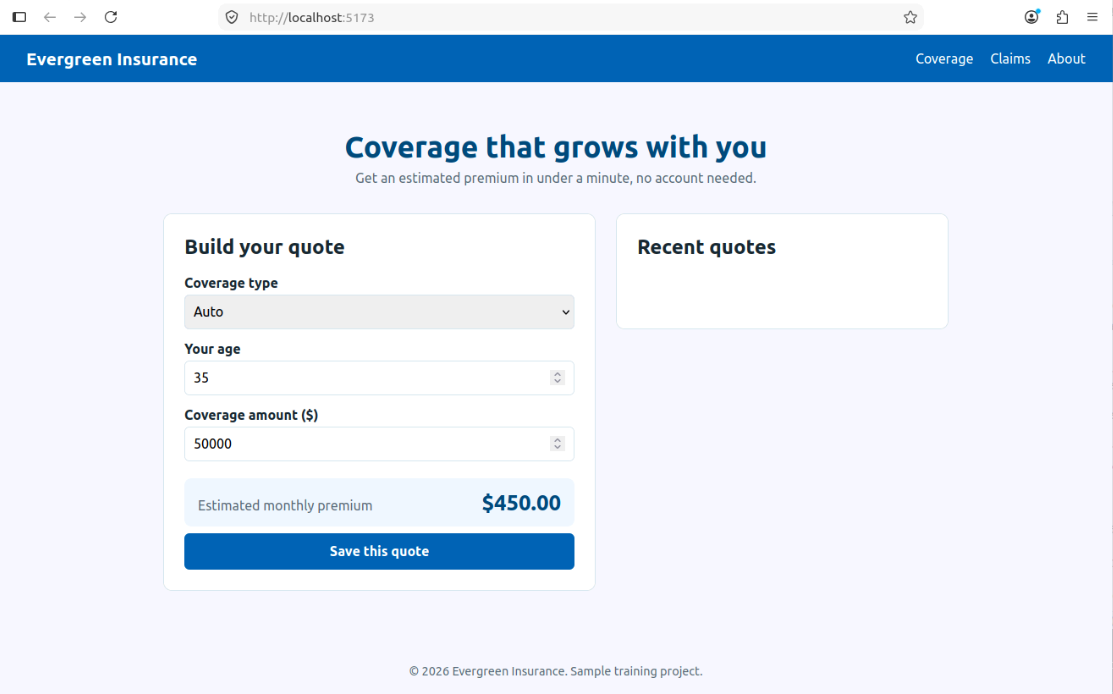 http://localhost:5173
Evergreen Insurance
Coverage Claims About
Coverage that grows with you
Get an estimated premium in under a minute, no account needed.
Build your quote
Coverage type
Auto
Your age
35
Coverage amount ($)
50000
Estimated monthly premium $450.00
Save this quote
Recent quotes
© 2026 Evergreen Insurance. Sample training project.